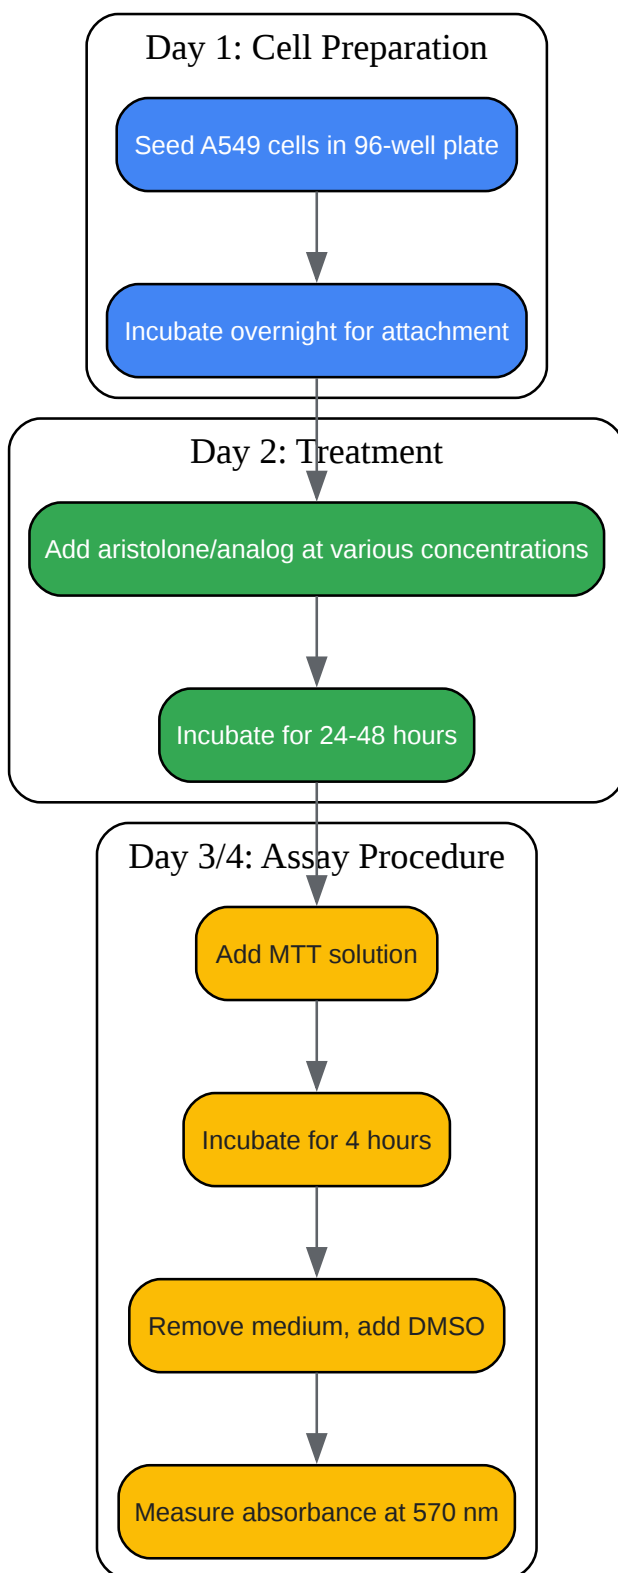 Day 1: Cell Preparation
Seed A549 cells in 96-well plate
Incubate overnight for attachment
Day 2: Treatment
Add aristolone/analog at various concentrations
Incubate for 24-48 hours
Day 3/4: Assay Procedure
Add MTT solution
Incubate for 4 hours
Remove medium, add DMSO
Measure absorbance at 570 nm